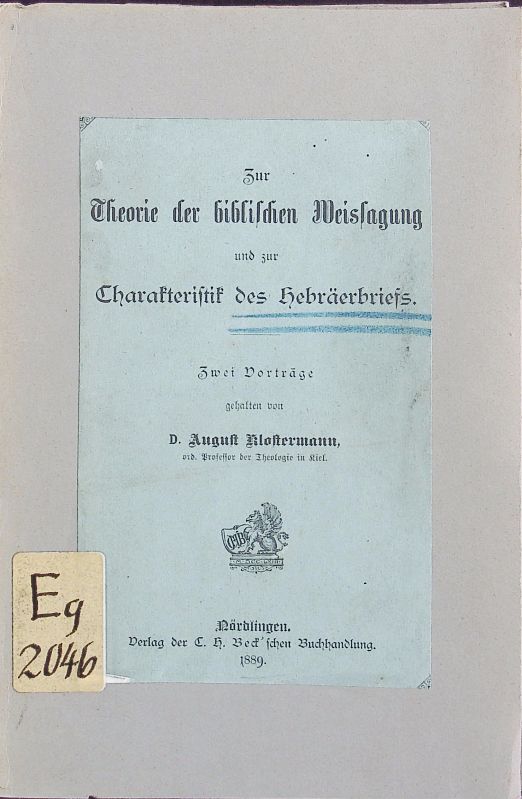 Zur
Theorie der biblischen Weissagung
und zur
Charakteristik des Hebräerbriefs.
Zwei Vorträge
gehalten von
D. August Klostermann,
ord. Professor der Theologie in Kiel.
Nördlingen.
Verlag der C. H. Beck'schen Buchhandlung.
1889.
Eg
2046